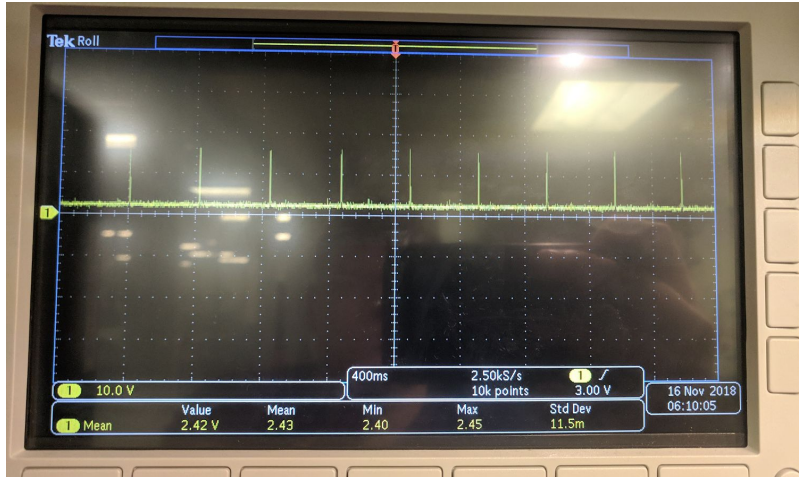 Tek Roll
T
1
400ms 2.50kS/s 1 ƒ
1 10.0 V 10k points 3.00 V
16 Nov 2018
06:10:05
Value Mean Min Max Std Dev
1 Mean 2.42 V 2.43 2.40 2.45 11.5m